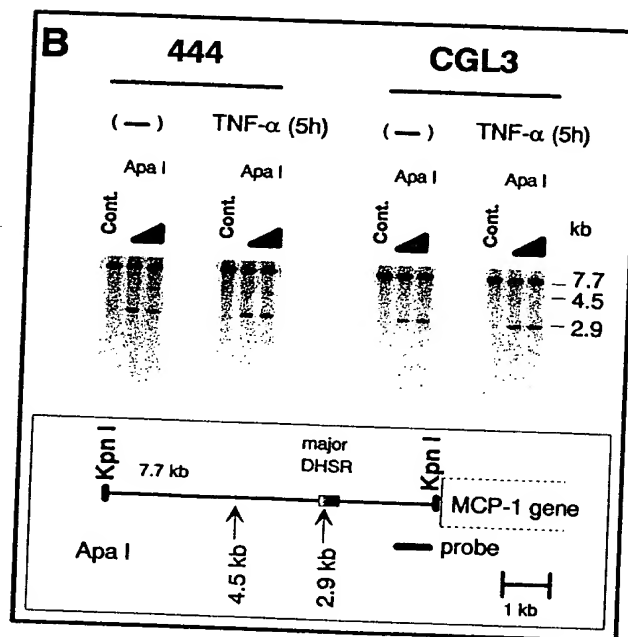 B
444 CGL3
(—) TNF-α (5h) (—) TNF-α (5h)
Apa I Apa I Apa I Apa I
Cont. Cont. Cont. Cont. kb
7.7
4.5
2.9
Kpn I 7.7 kb major DHSR Kpn I
MCP-1 gene
Apa I 4.5 kb 2.9 kb probe
1 kb